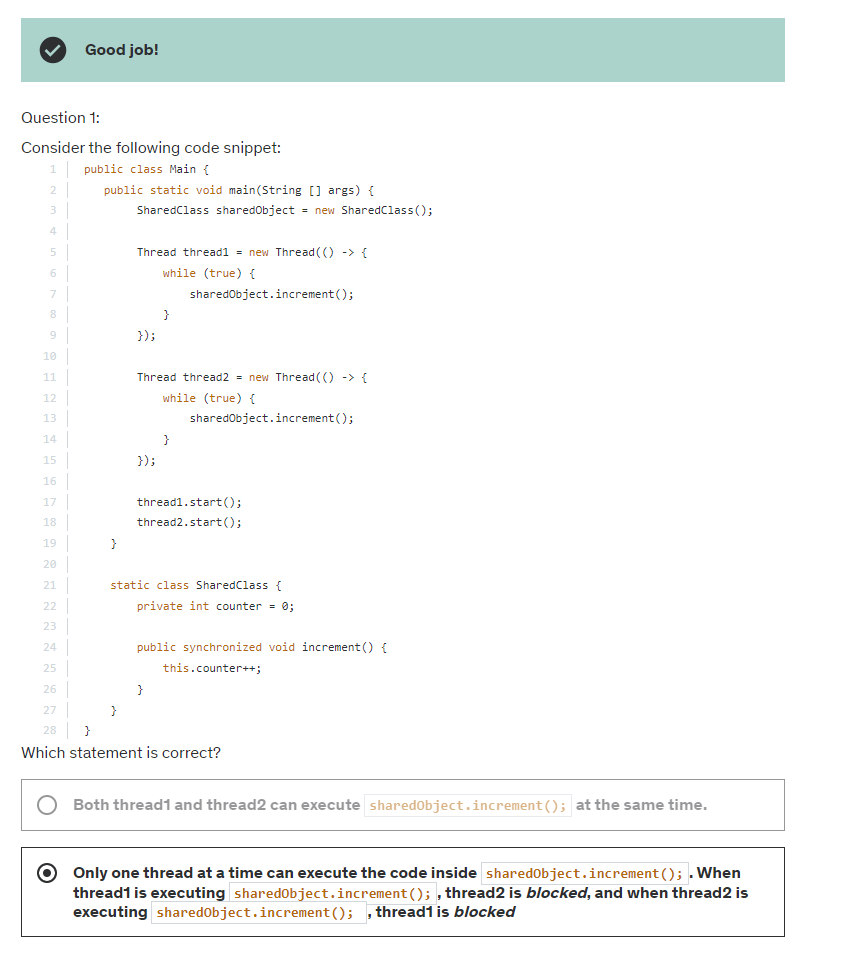 Good job!
Question 1:
Consider the following code snippet:
1 public class Main {
2 public static void main(String [] args) {
3 SharedClass sharedObject = new SharedClass();
4
5 Thread thread1 = new Thread(() -> {
6 while (true) {
7 sharedObject.increment();
8 }
9 });
10
11 Thread thread2 = new Thread(() -> {
12 while (true) {
13 sharedObject.increment();
14 }
15 });
16
17 thread1.start();
18 thread2.start();
19 }
20
21 static class SharedClass {
22 private int counter = 0;
23
24 public synchronized void increment() {
25 this.counter++;
26 }
27 }
28 }
Which statement is correct?
Both thread1 and thread2 can execute sharedObject.increment(); at the same time.
Only one thread at a time can execute the code inside sharedObject.increment(); . When
thread1 is executing sharedObject.increment(); , thread2 is blocked, and when thread2 is
executing sharedObject.increment(); , thread1 is blocked